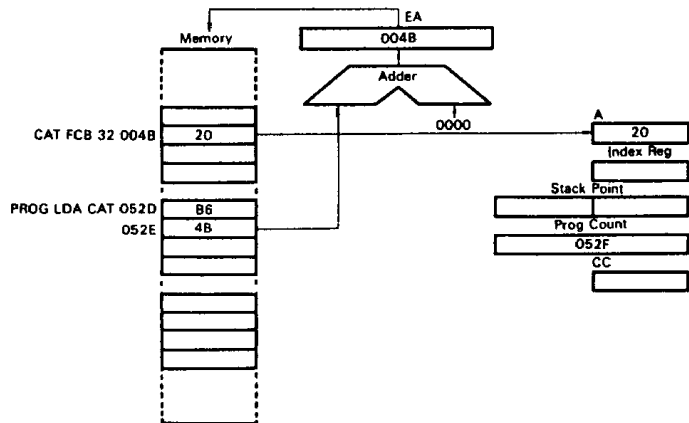 EA
Memory
004B
Adder
0000
CAT FCB 32 004B
20
A
20
Index Reg
Stack Point
PROG LDA CAT 052D
B6
052E
4B
Prog Count
052F
CC